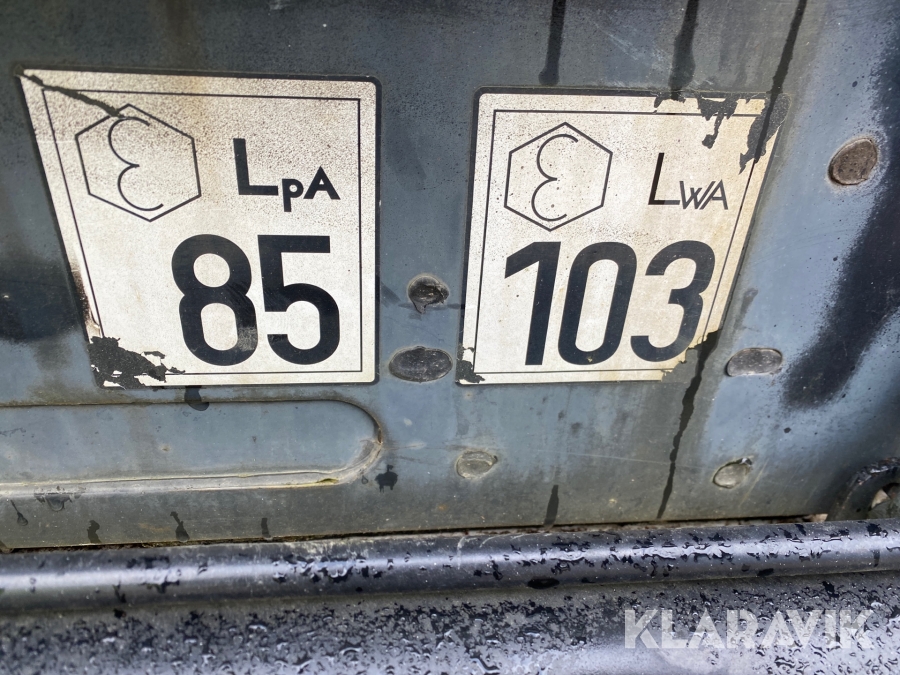 ε LpA
85
ε LWA
103
KLARAVIK